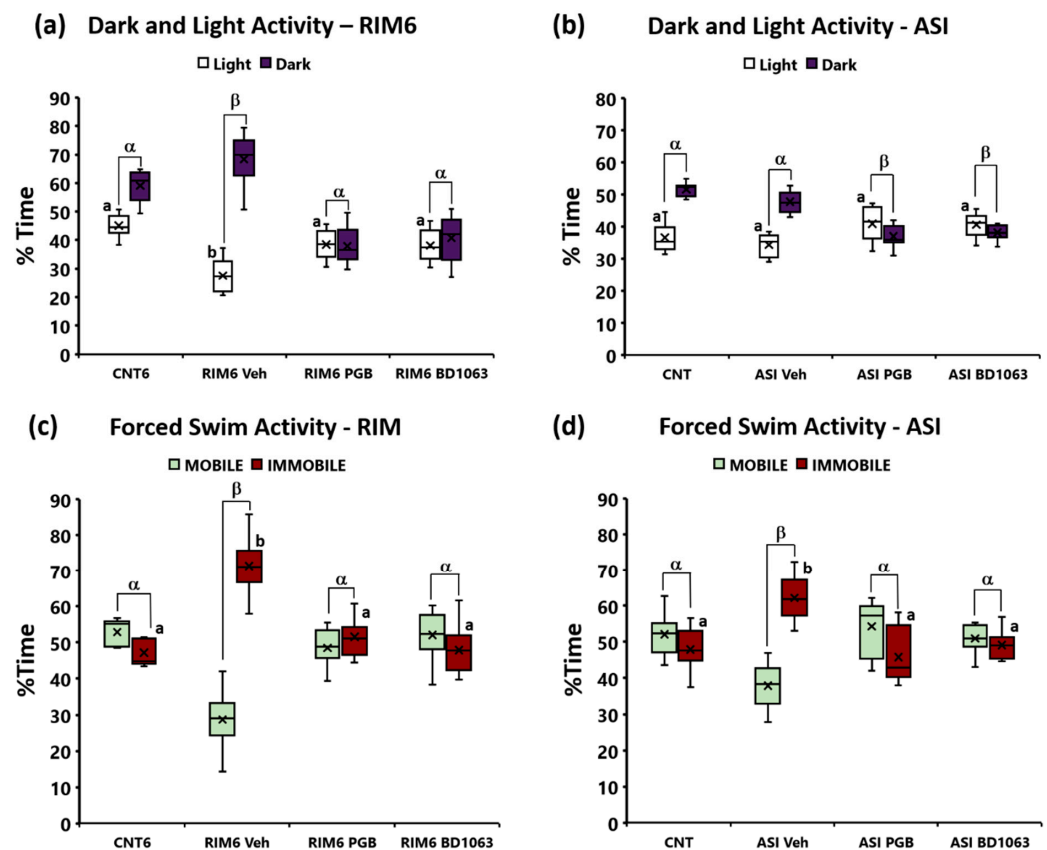 (a) Dark and Light Activity – RIM6
Light Dark
% Time
90
80
70
60
50
40
30
20
10
0
α
a
β
b
α
a
α
a
CNT6 RIM6 Veh RIM6 PGB RIM6 BD1063
(b) Dark and Light Activity - ASI
Light Dark
% Time
80
70
60
50
40
30
20
10
0
α
a
α
a
β
a
β
a
CNT ASI Veh ASI PGB ASI BD1063
(c) Forced Swim Activity - RIM
MOBILE IMMOBILE
%Time
90
80
70
60
50
40
30
20
10
0
α
a
β
b
α
a
α
a
CNT6 RIM6 Veh RIM6 PGB RIM6 BD1063
(d) Forced Swim Activity - ASI
MOBILE IMMOBILE
%Time
90
80
70
60
50
40
30
20
10
0
α
a
β
b
α
a
α
a
CNT ASI Veh ASI PGB ASI BD1063